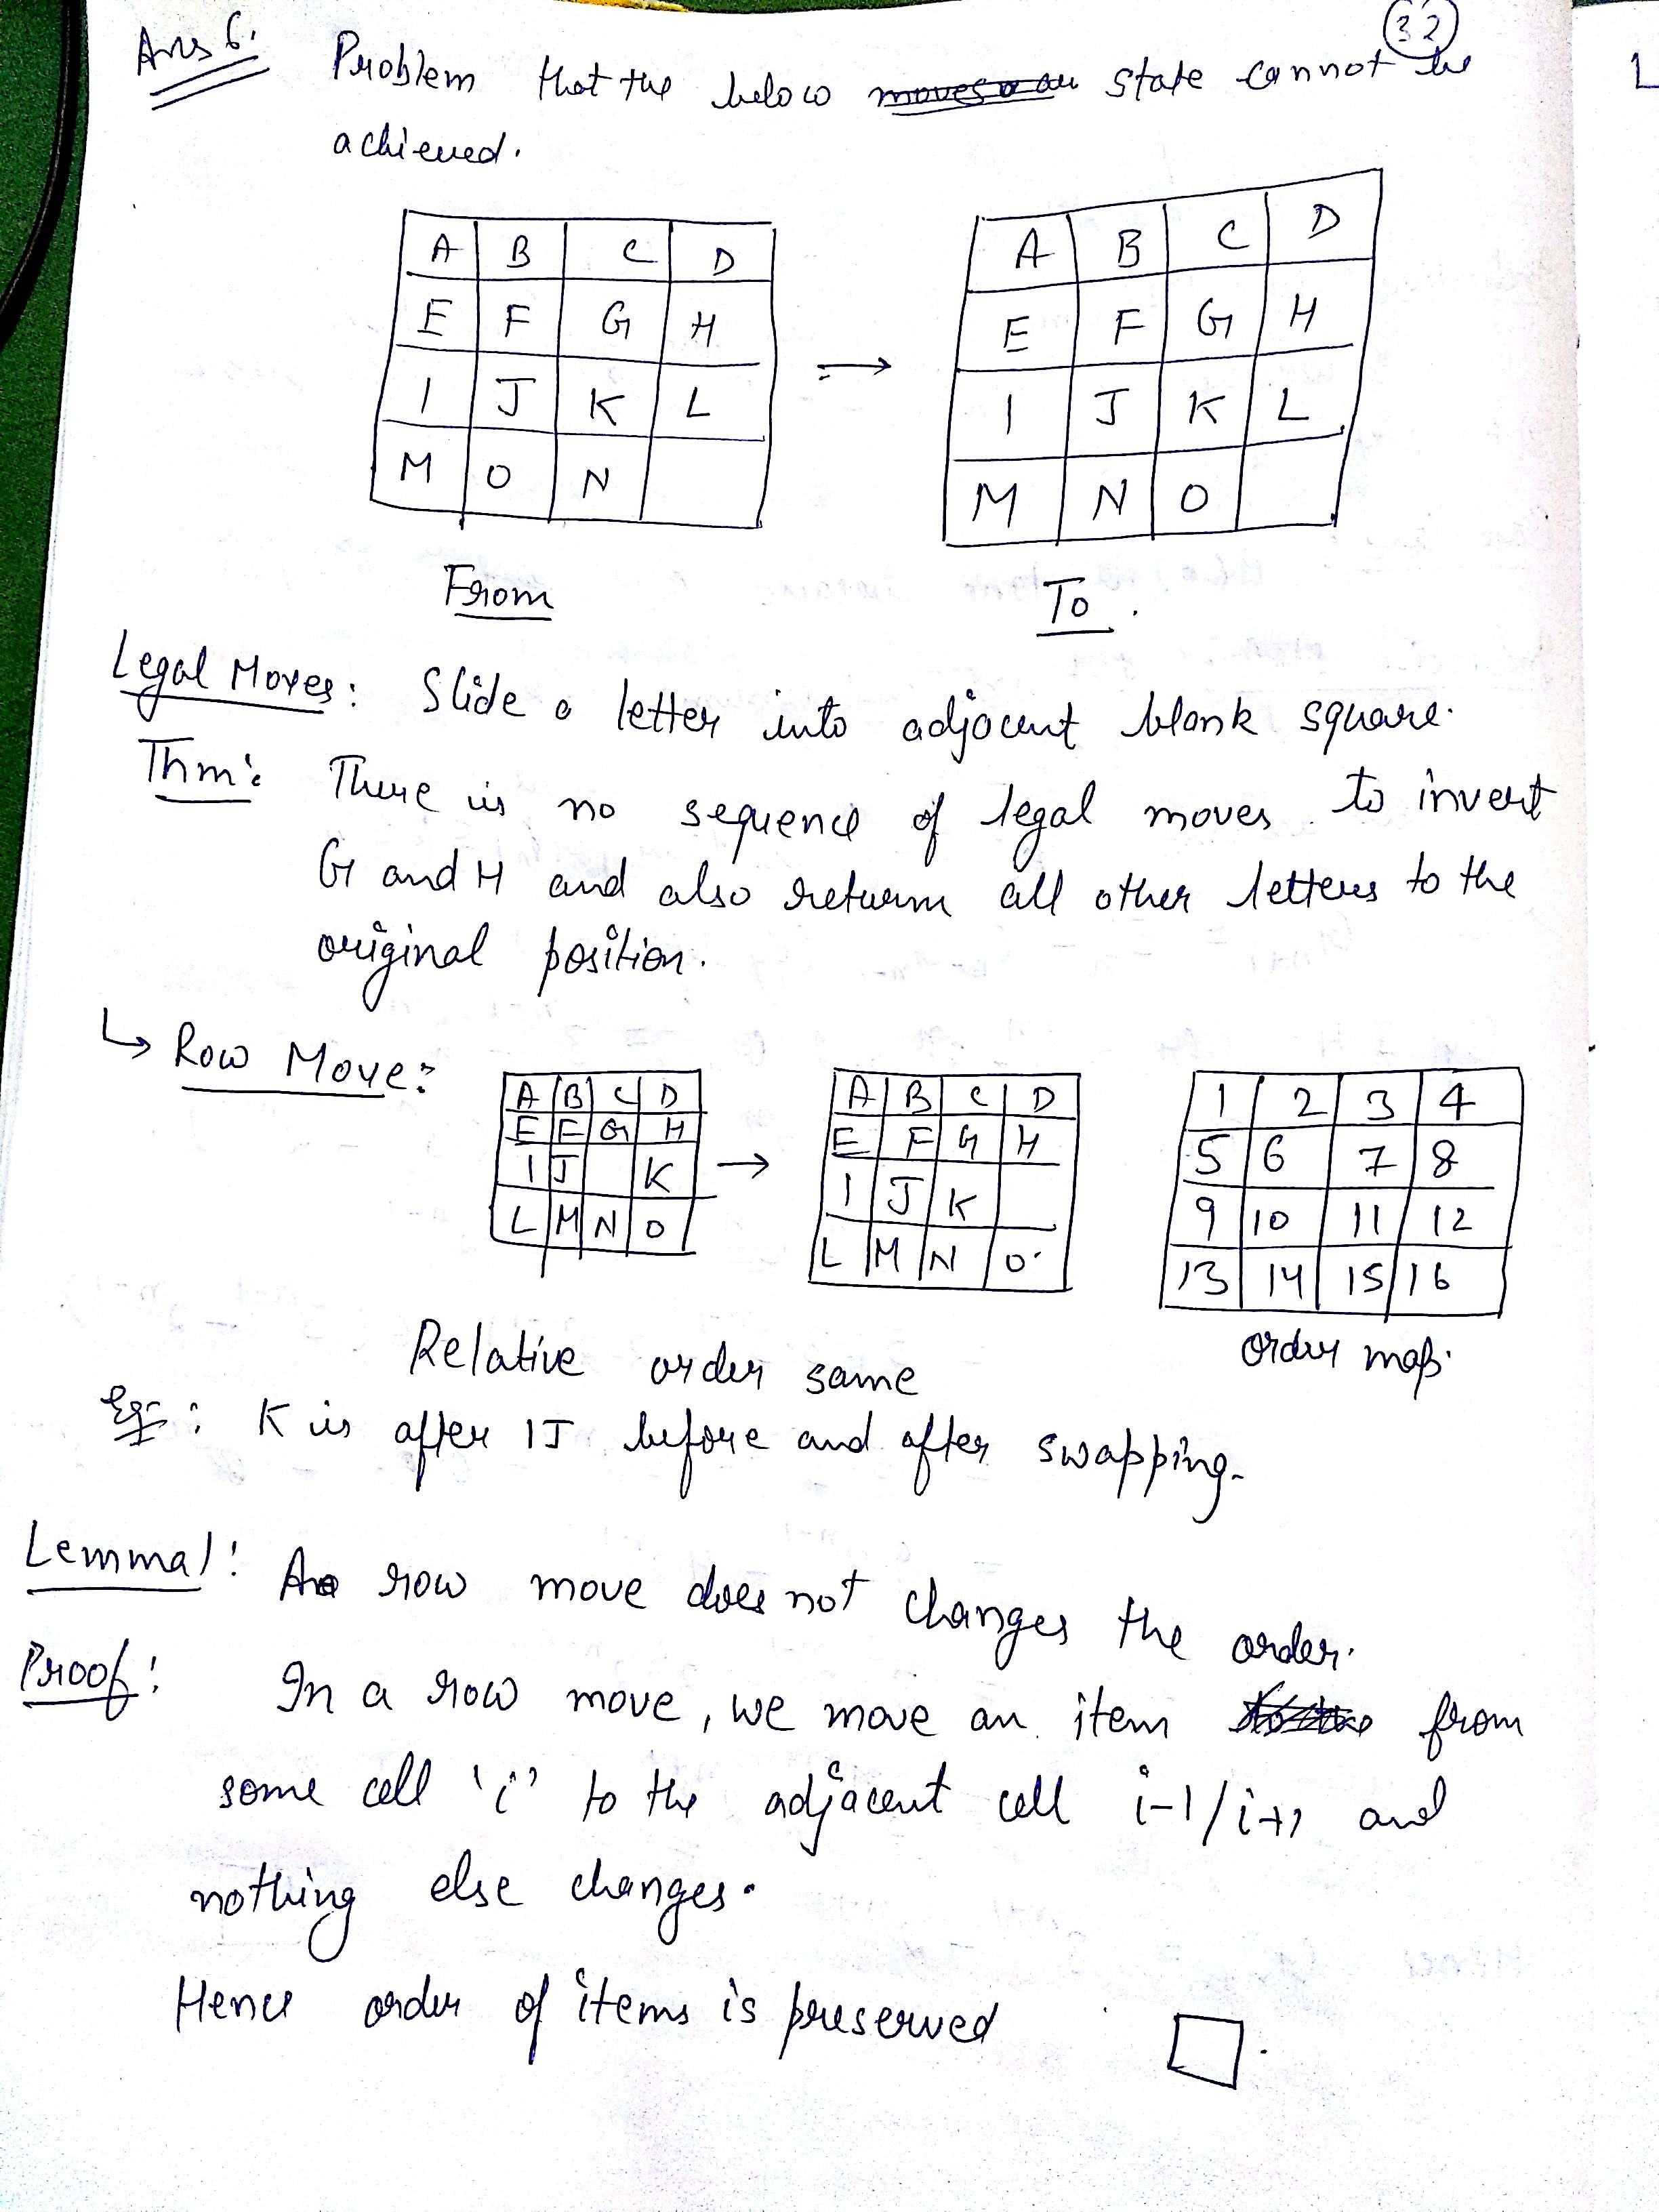 32
Ans 6. Problem that the below state cannot be
achieved.
A B C D
E F G H
I J K L
M O N
→
A B C D
E F G H
I J K L
M N O
From
To.
Legal Moves: Slide a letter into adjacent blank square.
Thm: There is no sequence of legal moves to invert
G and H and also return all other letters to the
original position.
↳ Row Move:
A B C D
E F G H
I J K
L M N O
→
A B C D
E F G H
I J K
L M N O
1 2 3 4
5 6 7 8
9 10 11 12
13 14 15 16
Relative order same
order map.
Eg: K is after IJ before and after swapping.
Lemma1: A row move does not changes the order.
Proof: In a row move, we move an item from
some cell 'i' to the adjacent cell i-1/i+1 and
nothing else changes.
Hence order of items is preserved □.